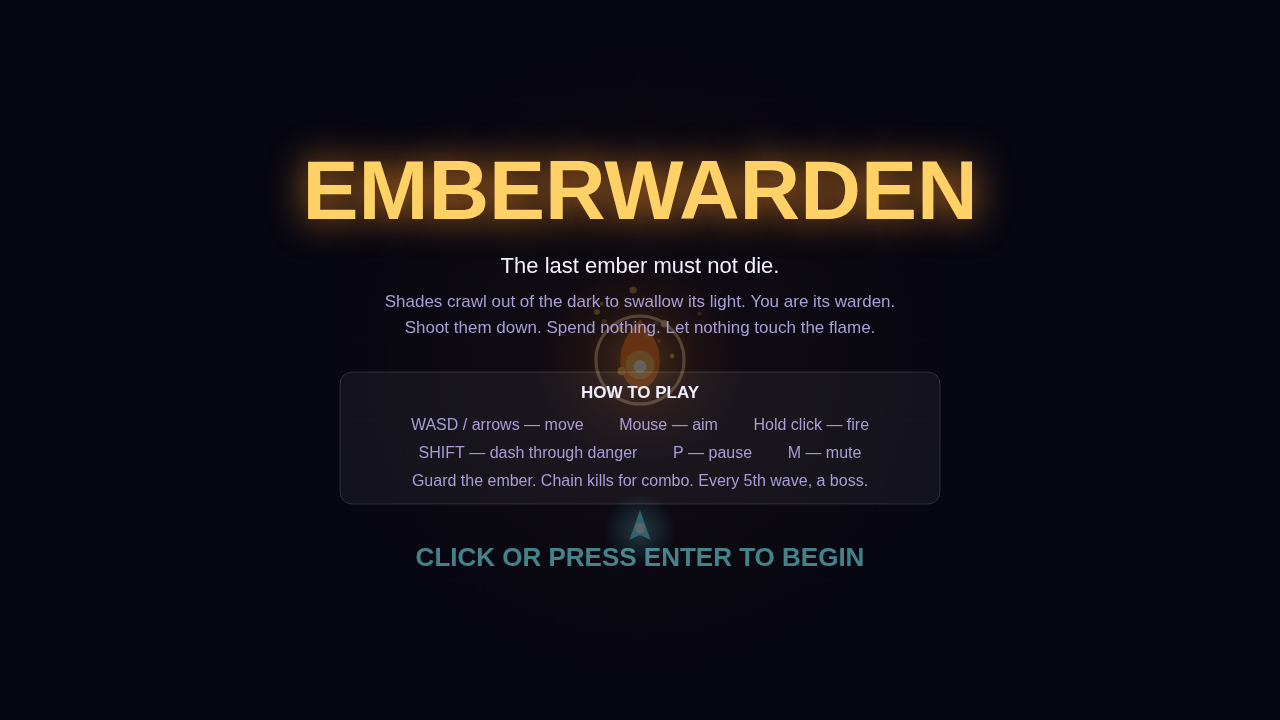 EMBERWARDEN
The last ember must not die.
Shades crawl out of the dark to swallow its light. You are its warden.
Shoot them down. Spend nothing. Let nothing touch the flame.
HOW TO PLAY
WASD / arrows — move Mouse — aim Hold click — fire
SHIFT — dash through danger P — pause M — mute
Guard the ember. Chain kills for combo. Every 5th wave, a boss.
CLICK OR PRESS ENTER TO BEGIN